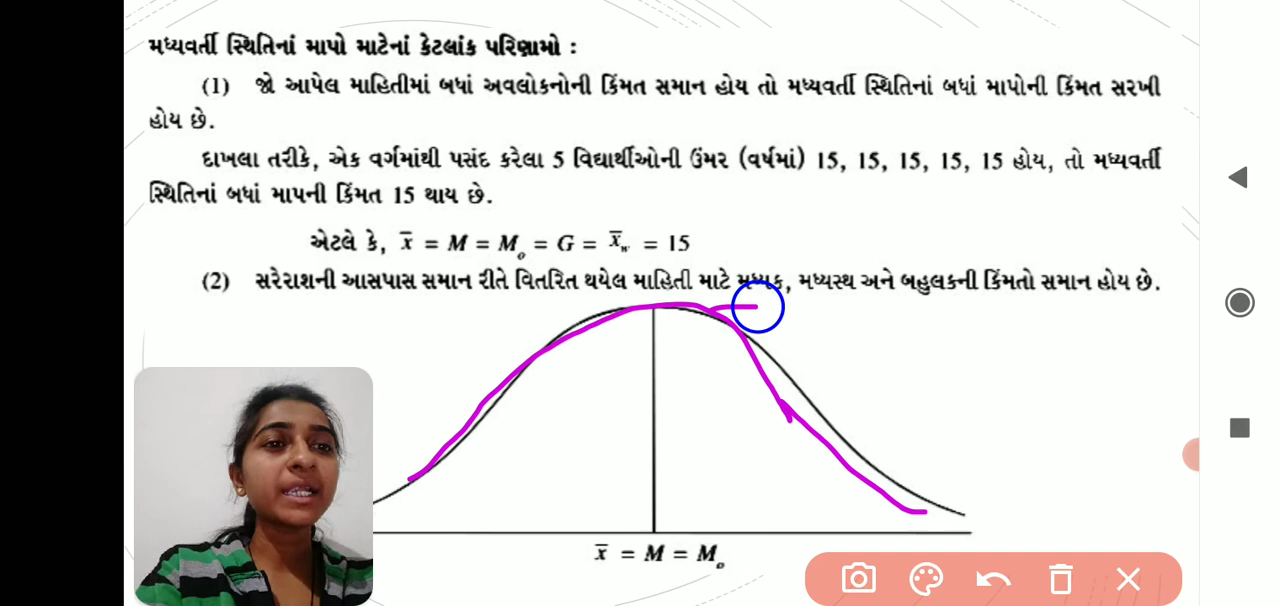 મધ્યવર્તી સ્થિતિનાં માપો માટેનાં કેટલાંક પરિણામો :
(1) જો આપેલ માહિતીમાં બધાં અવલોકનોની કિંમત સમાન હોય તો મધ્યવર્તી સ્થિતિનાં બધાં માપોની કિંમત સરખી
હોય છે.
દાખલા તરીકે, એક વર્ગમાંથી પસંદ કરેલા 5 વિદ્યાર્થીઓની ઉંમર (વર્ષમાં) 15, 15, 15, 15, 15 હોય, તો મધ્યવર્તી
સ્થિતિનાં બધાં માપની કિંમત 15 થાય છે.
એટલે કે, x̄ = M = Mₒ = G = x̄w = 15
(2) સરેરાશની આસપાસ સમાન રીતે વિતરિત થયેલ માહિતી માટે મધ્યક, મધ્યસ્થ અને બહુલકની કિંમતો સમાન હોય છે.
x̄ = M = Mₒ